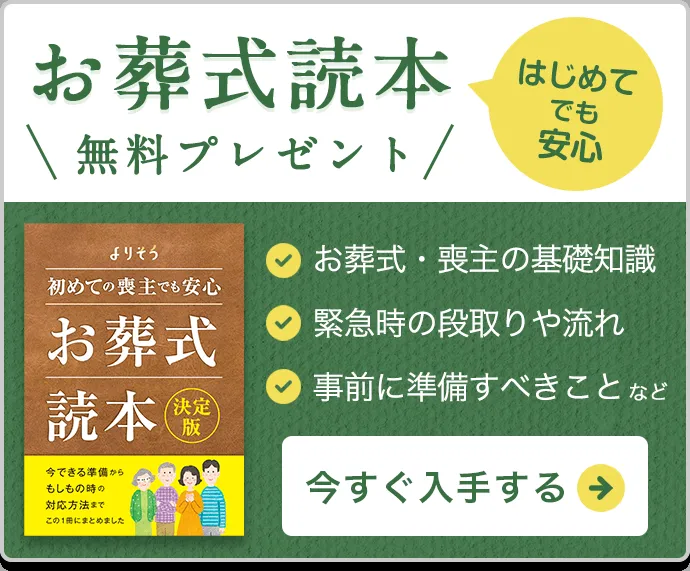 お葬式読本
無料プレゼント
はじめて
でも
安心
よりそう
初めての喪主でも安心
お葬式
読本
決定
版
今できる準備から
もしもの時の
対応方法まで
この1冊にまとめました
お葬式・喪主の基礎知識
緊急時の段取りや流れ
事前に準備すべきことなど
今すぐ入手する